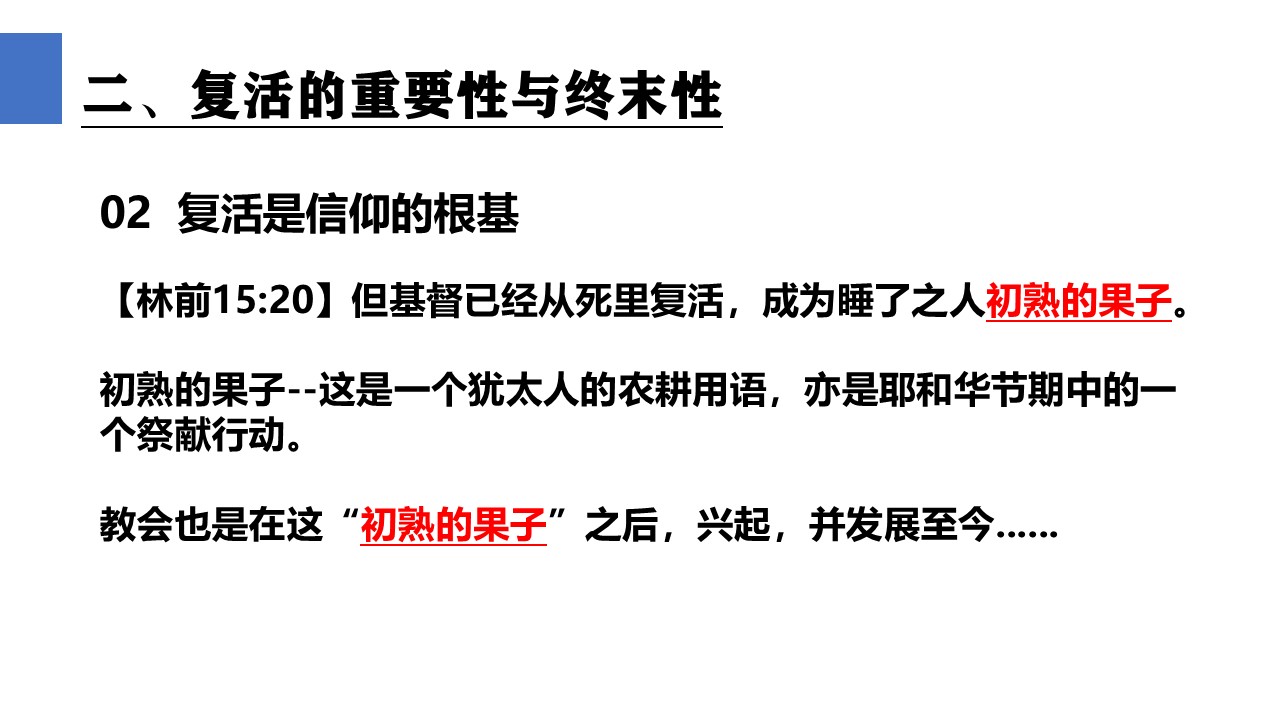 二、复活的重要性与终末性
02 复活是信仰的根基
【林前15:20】但基督已经从死里复活，成为睡了之人初熟的果子。
初熟的果子--这是一个犹太人的农耕用语，亦是耶和华节期中的一
个祭献行动。
教会也是在这“初熟的果子”之后，兴起，并发展至今......